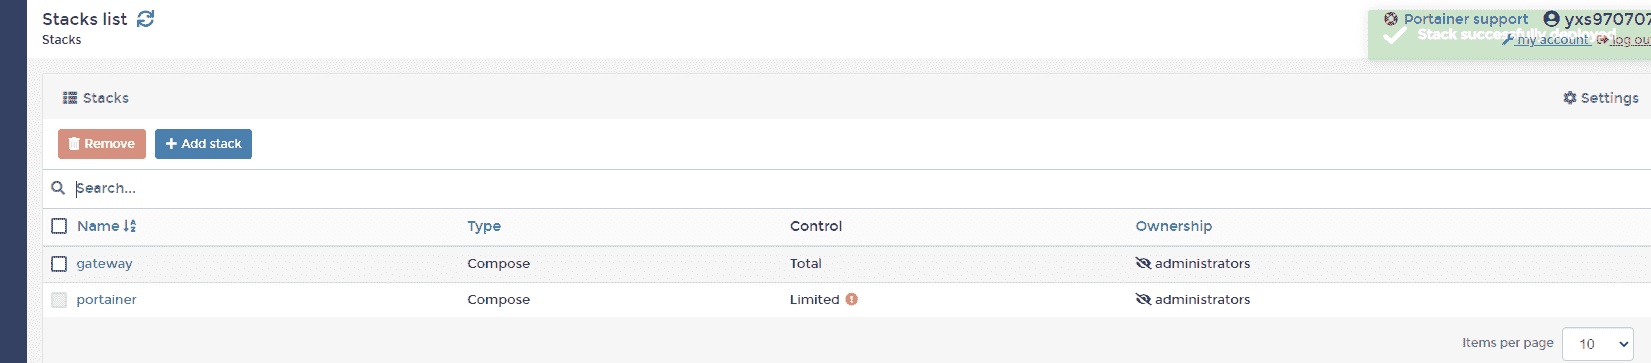 Stacks list
Portainer support
yxs970707
Stacks
Stack successfully deployed
my account
log ou
Stacks
Settings
Remove
Add stack
Search...
Name
Type
Control
Ownership
gateway
Compose
Total
administrators
portainer
Compose
Limited
administrators
Items per page
10